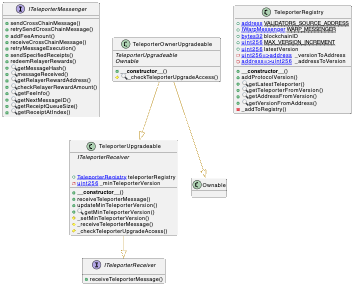 ITeleporterMessenger
sendCrossChainMessage()
retrySendCrossChainMessage()
addFeeAmount()
receiveCrossChainMessage()
retryMessageExecution()
sendSpecifiedReceipts()
redeemRelayerRewards()
getMessageHash()
messageReceived()
getRelayerRewardAddress()
checkRelayerRewardAmount()
getFeeInfo()
getNextMessageID()
getReceiptQueueSize()
getReceiptAtIndex()
TeleporterOwnerUpgradeable
TeleporterUpgradeable
Ownable
__constructor__()
_checkTeleporterUpgradeAccess()
TeleporterRegistry
address VALIDATORS_SOURCE_ADDRESS
IWarpMessenger WARP_MESSENGER
bytes32 blockchainID
uint256 MAX_VERSION_INCREMENT
uint256 latestVersion
uint256=>address _versionToAddress
address=>uint256 _addressToVersion
__constructor__()
addProtocolVersion()
getLatestTeleporter()
getTeleporterFromVersion()
getAddressFromVersion()
getVersionFromAddress()
_addToRegistry()
TeleporterUpgradeable
ITeleporterReceiver
TeleporterRegistry teleporterRegistry
uint256 _minTeleporterVersion
__constructor__()
receiveTeleporterMessage()
updateMinTeleporterVersion()
getMinTeleporterVersion()
_setMinTeleporterVersion()
_receiveTeleporterMessage()
_checkTeleporterUpgradeAccess()
Ownable
ITeleporterReceiver
receiveTeleporterMessage()